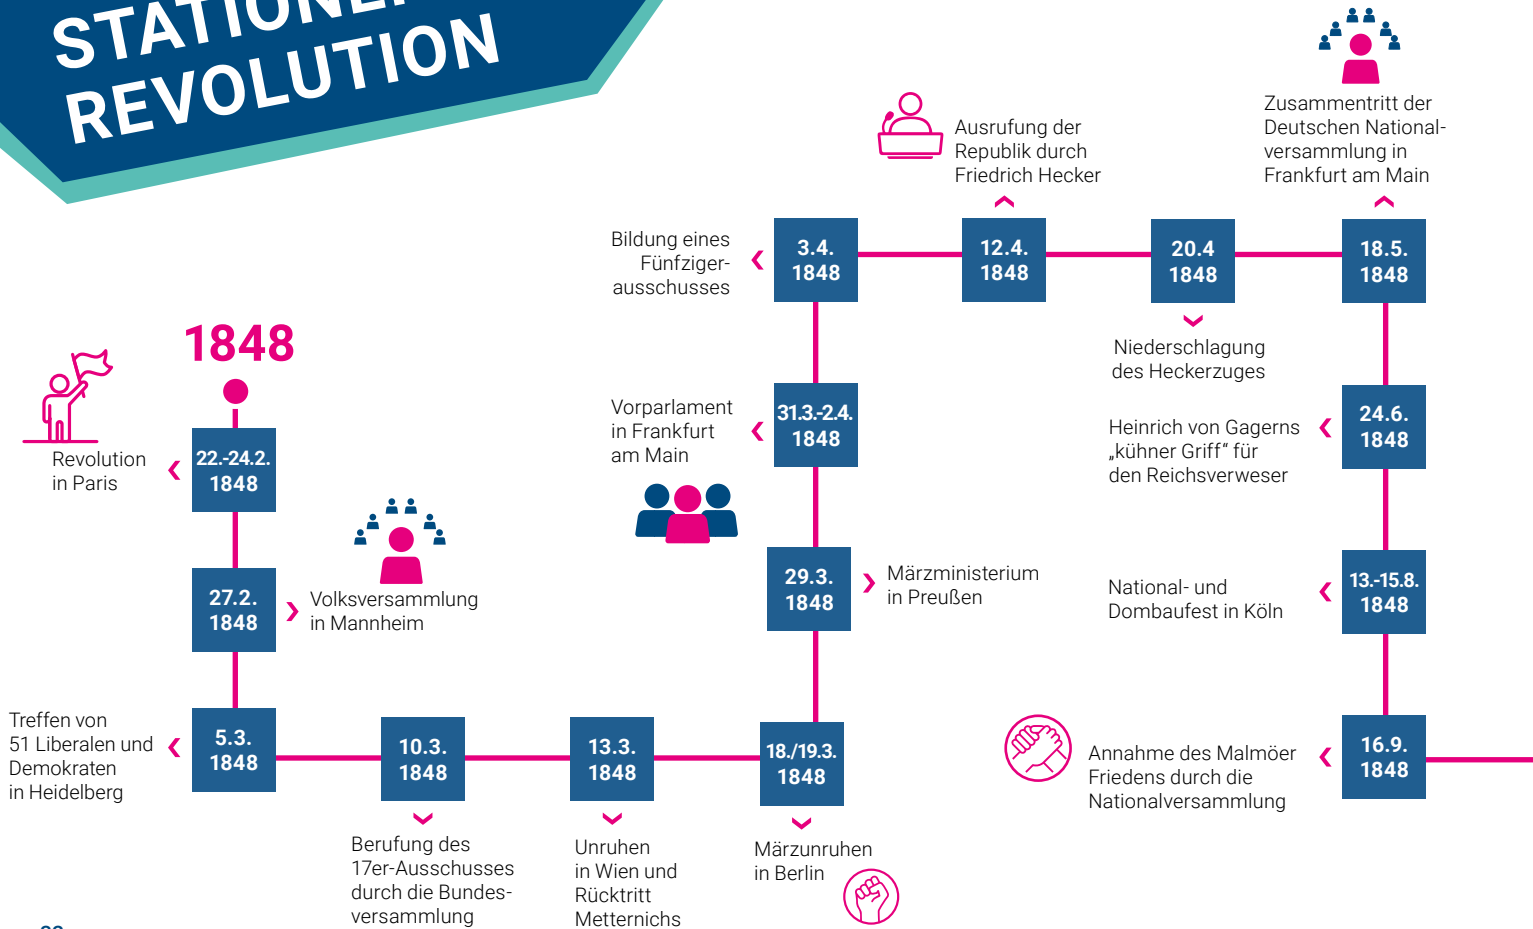 REVOLUTION
1848
22.-24.2.
1848
Revolution
in Paris
27.2.
1848
Volksversammlung
in Mannheim
5.3.
1848
Treffen von
51 Liberalen und
Demokraten
in Heidelberg
10.3.
1848
Berufung des
17er-Ausschusses
durch die Bundes-
versammlung
13.3.
1848
Unruhen
in Wien und
Rücktritt
Metternichs
18./19.3.
1848
Märzunruhen
in Berlin
29.3.
1848
Märzministerium
in Preußen
31.3.-2.4.
1848
Vorparlament
in Frankfurt
am Main
3.4.
1848
Bildung eines
Fünfziger-
ausschusses
12.4.
1848
Ausrufung der
Republik durch
Friedrich Hecker
20.4
1848
Niederschlagung
des Heckerzuges
18.5.
1848
Zusammentritt der
Deutschen National-
versammlung in
Frankfurt am Main
24.6.
1848
Heinrich von Gagerns
„kühner Griff“ für
den Reichsverweser
13.-15.8.
1848
National- und
Dombaufest in Köln
16.9.
1848
Annahme des Malmöer
Friedens durch die
Nationalversammlung